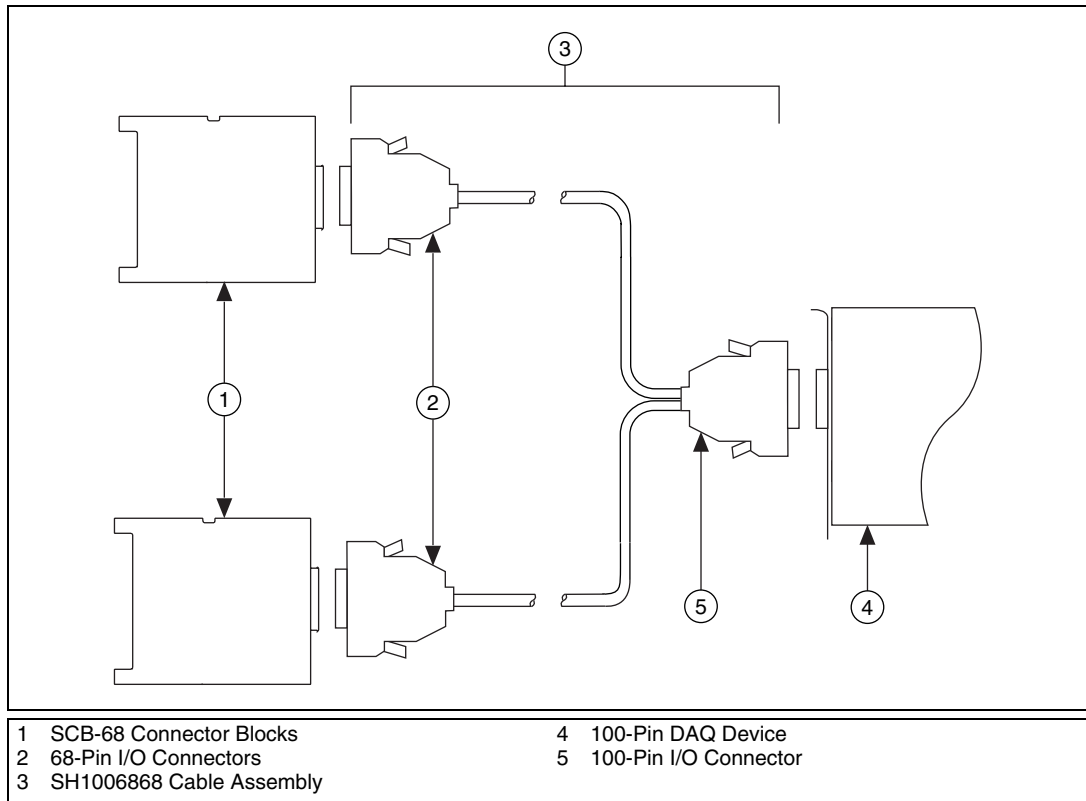 3
1
2
5
4
1 SCB-68 Connector Blocks
2 68-Pin I/O Connectors
3 SH1006868 Cable Assembly
4 100-Pin DAQ Device
5 100-Pin I/O Connector